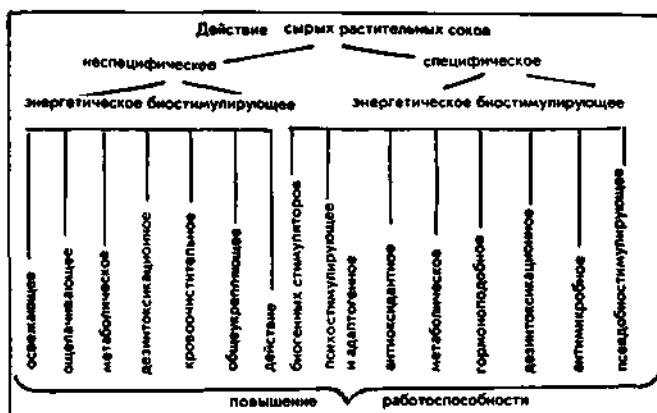 Действие сырых растительных соков
неспецифическое специфическое
энергетическое биостимулирующее энергетическое биостимулирующее
освежающее
ощелачивающее
метаболическое
дезинтоксикационное
кровоочистительное
общеукрепляющее
действие
биогенных стимуляторов
психостимулирующее
и адаптогенное
антиоксидантное
метаболическое
гормоноподобное
дезинтоксикационное
антимикробное
псевдобиостимулирующее
повышение работоспособности